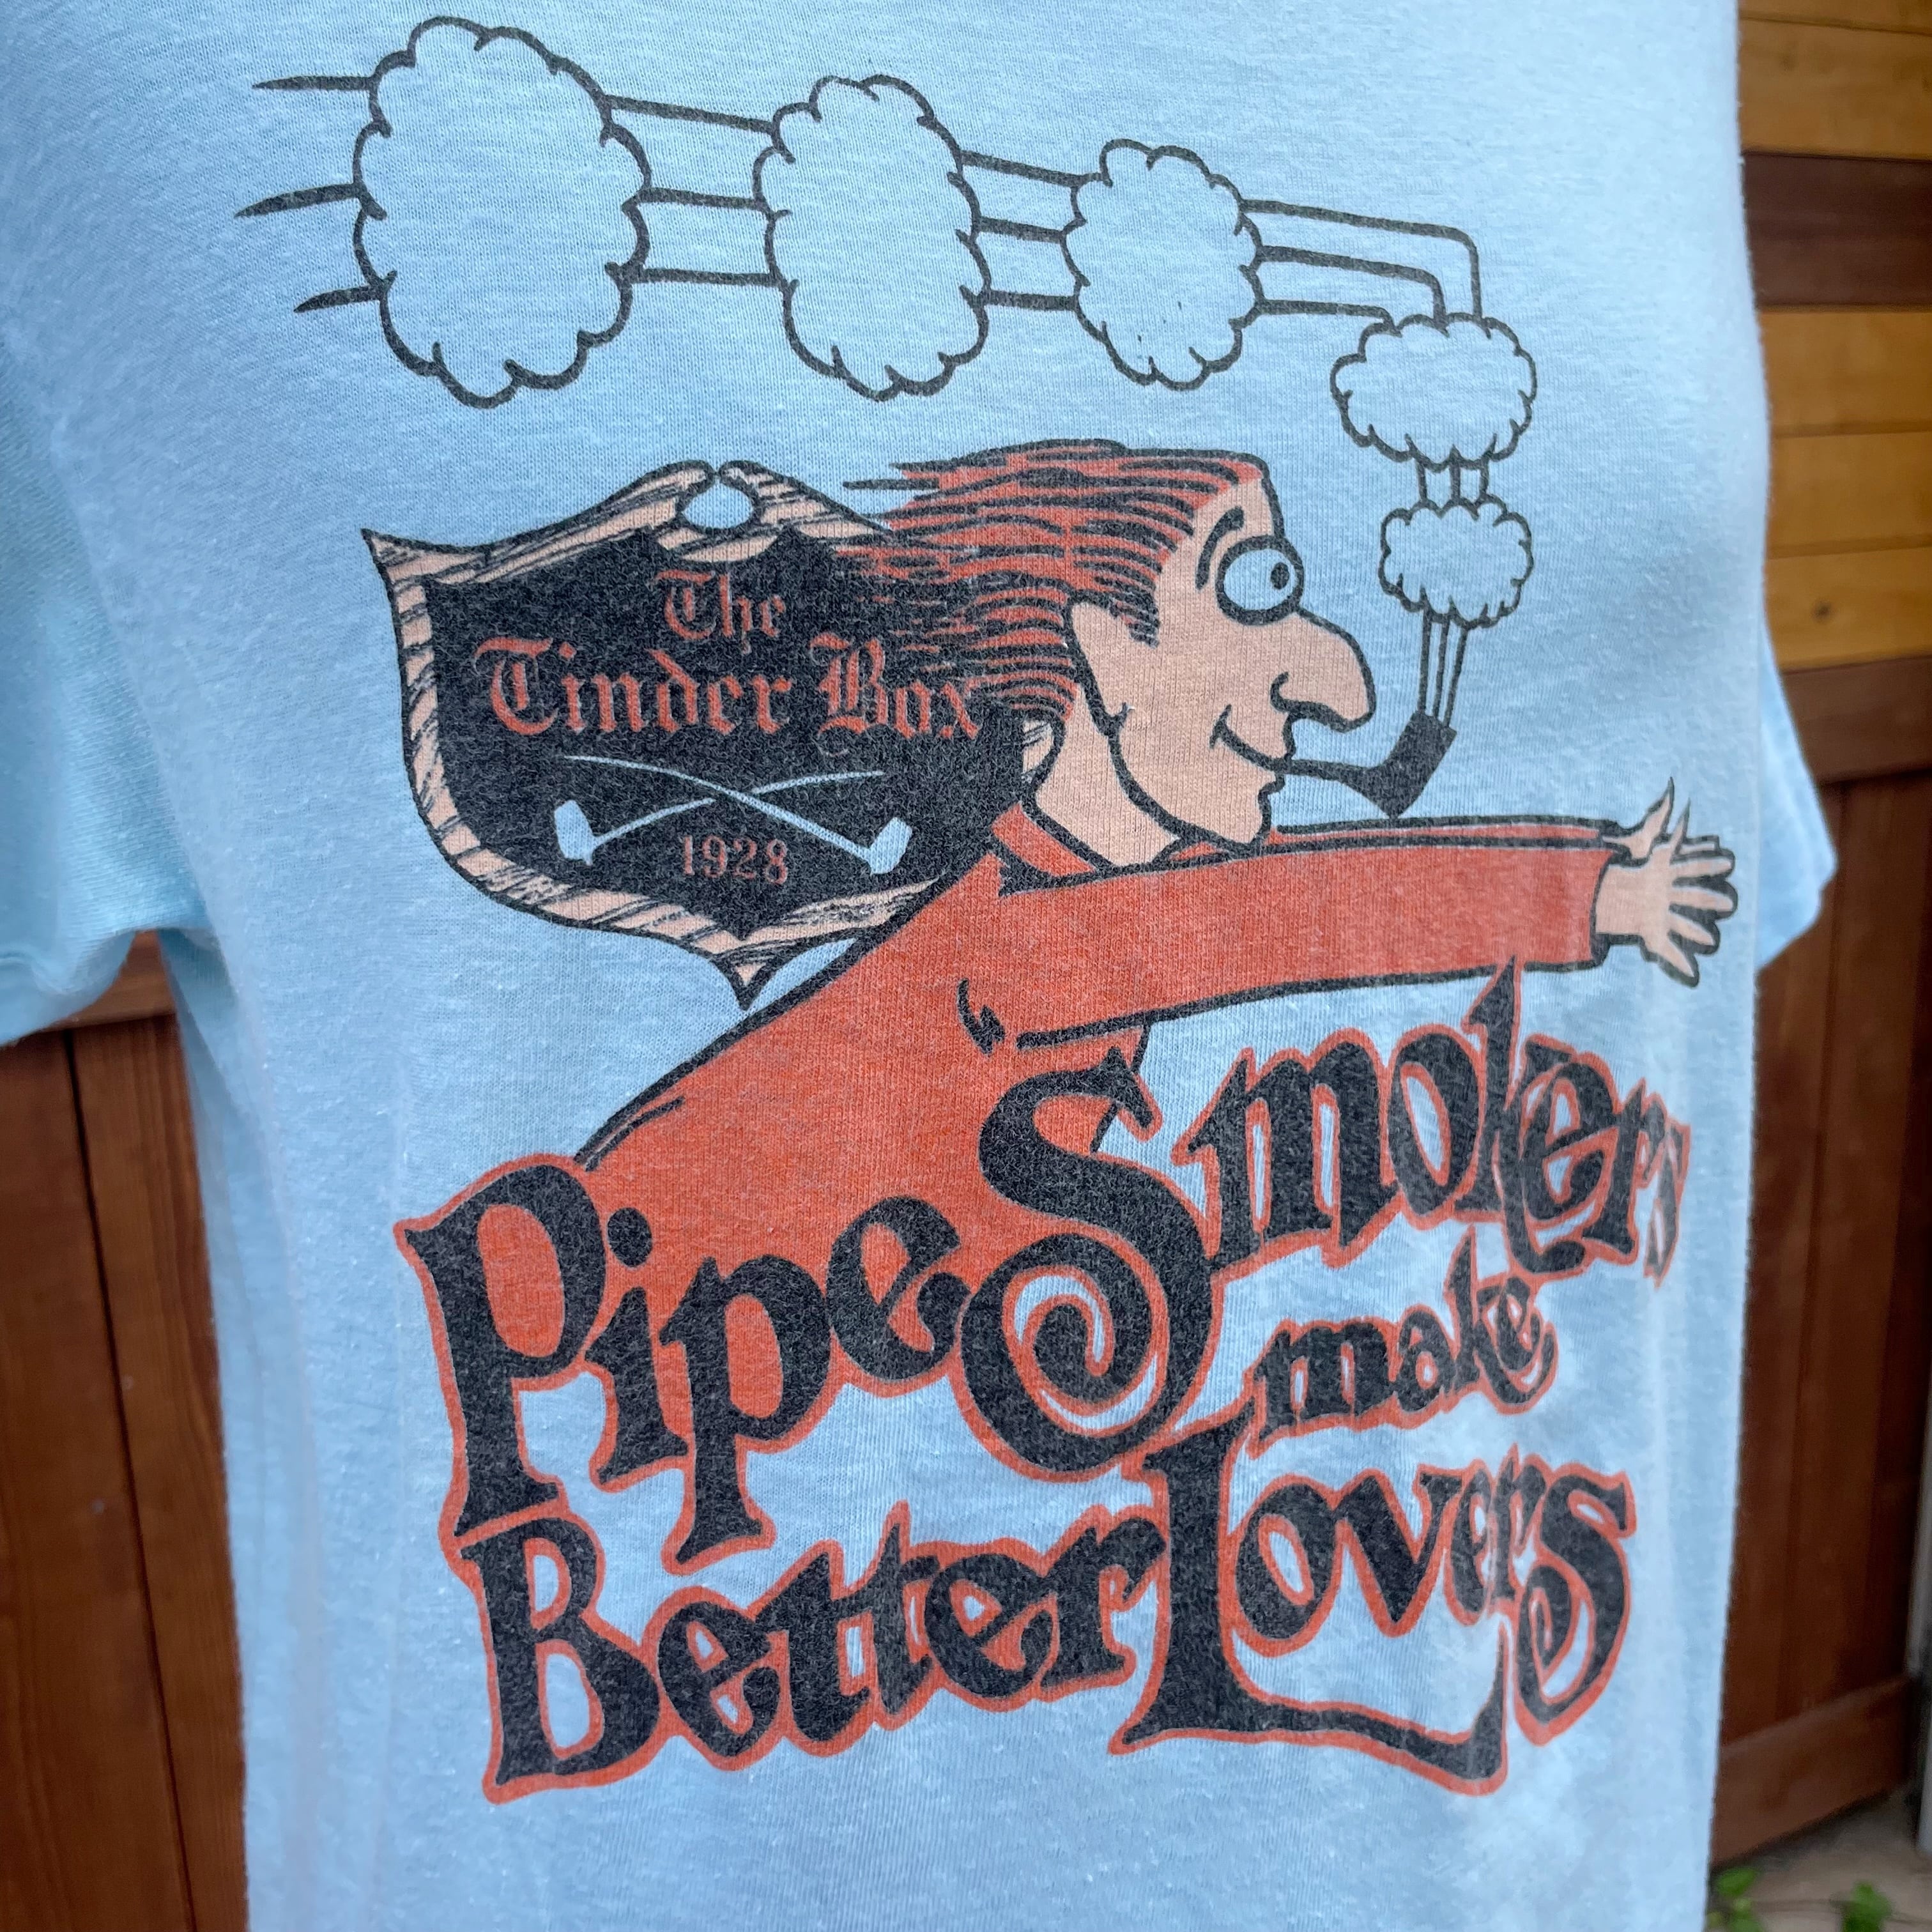 The
Tinder Box
1928
Pipe Smokers
make
Better Lovers